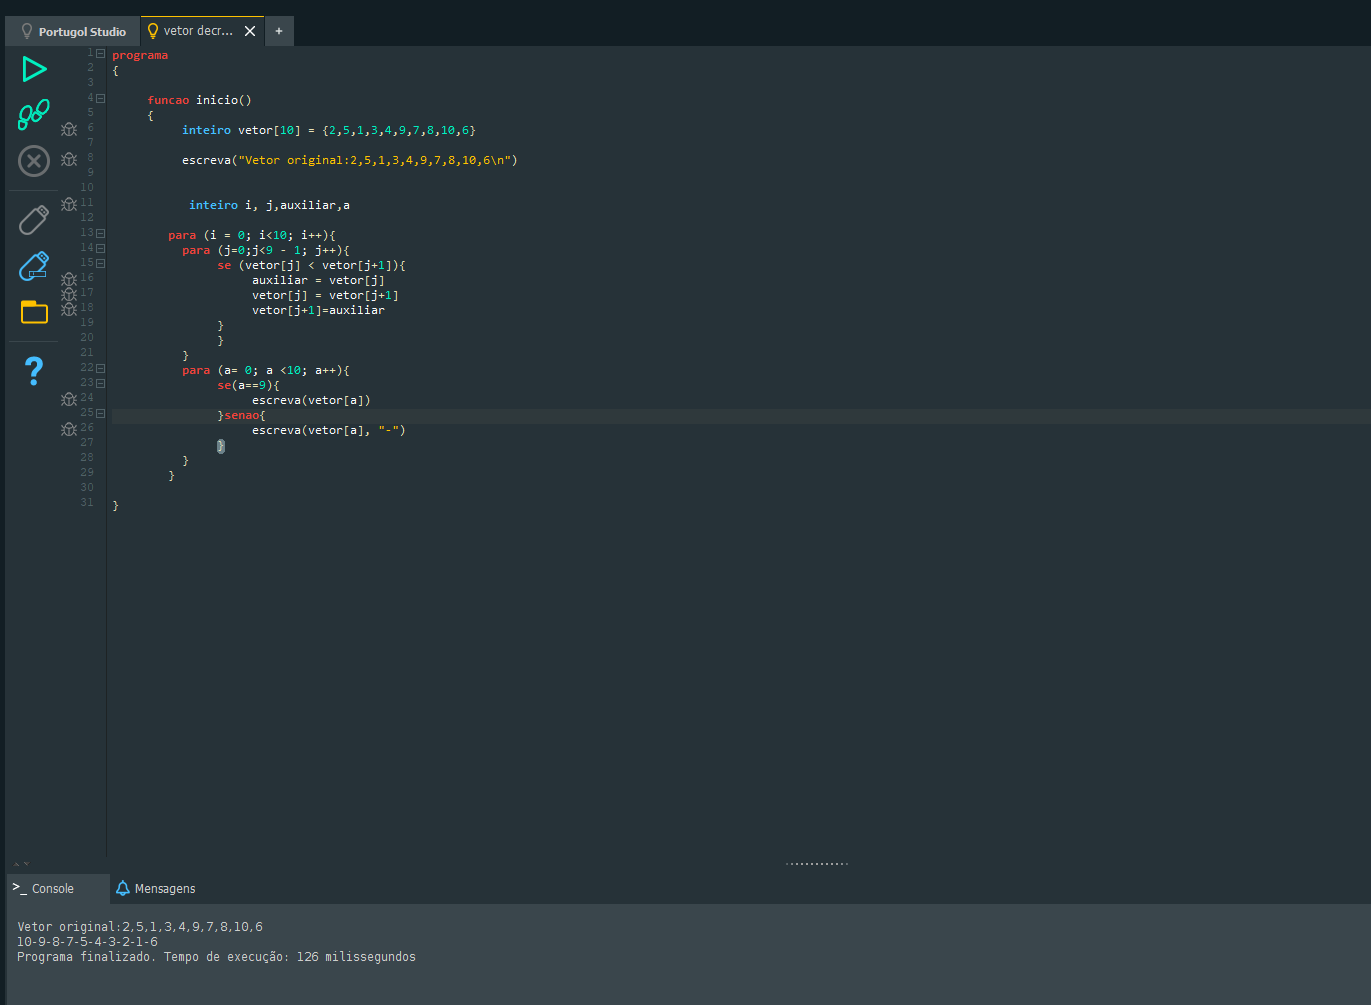 Portugol Studio vetor decr... +
1 programa
2 {
3
4 funcao inicio()
5 {
6 inteiro vetor[10] = {2,5,1,3,4,9,7,8,10,6}
7
8 escreva("Vetor original:2,5,1,3,4,9,7,8,10,6\n")
9
10
11 inteiro i, j,auxiliar,a
12
13 para (i = 0; i<10; i++){
14 para (j=0;j<9 - 1; j++){
15 se (vetor[j] < vetor[j+1]){
16 auxiliar = vetor[j]
17 vetor[j] = vetor[j+1]
18 vetor[j+1]=auxiliar
19 }
20 }
21 }
22 para (a= 0; a <10; a++){
23 se(a==9){
24 escreva(vetor[a])
25 }senao{
26 escreva(vetor[a], "-")
27 }
28 }
29 }
30
31 }
>_ Console Mensagens
Vetor original:2,5,1,3,4,9,7,8,10,6
10-9-8-7-5-4-3-2-1-6
Programa finalizado. Tempo de execução: 126 milissegundos